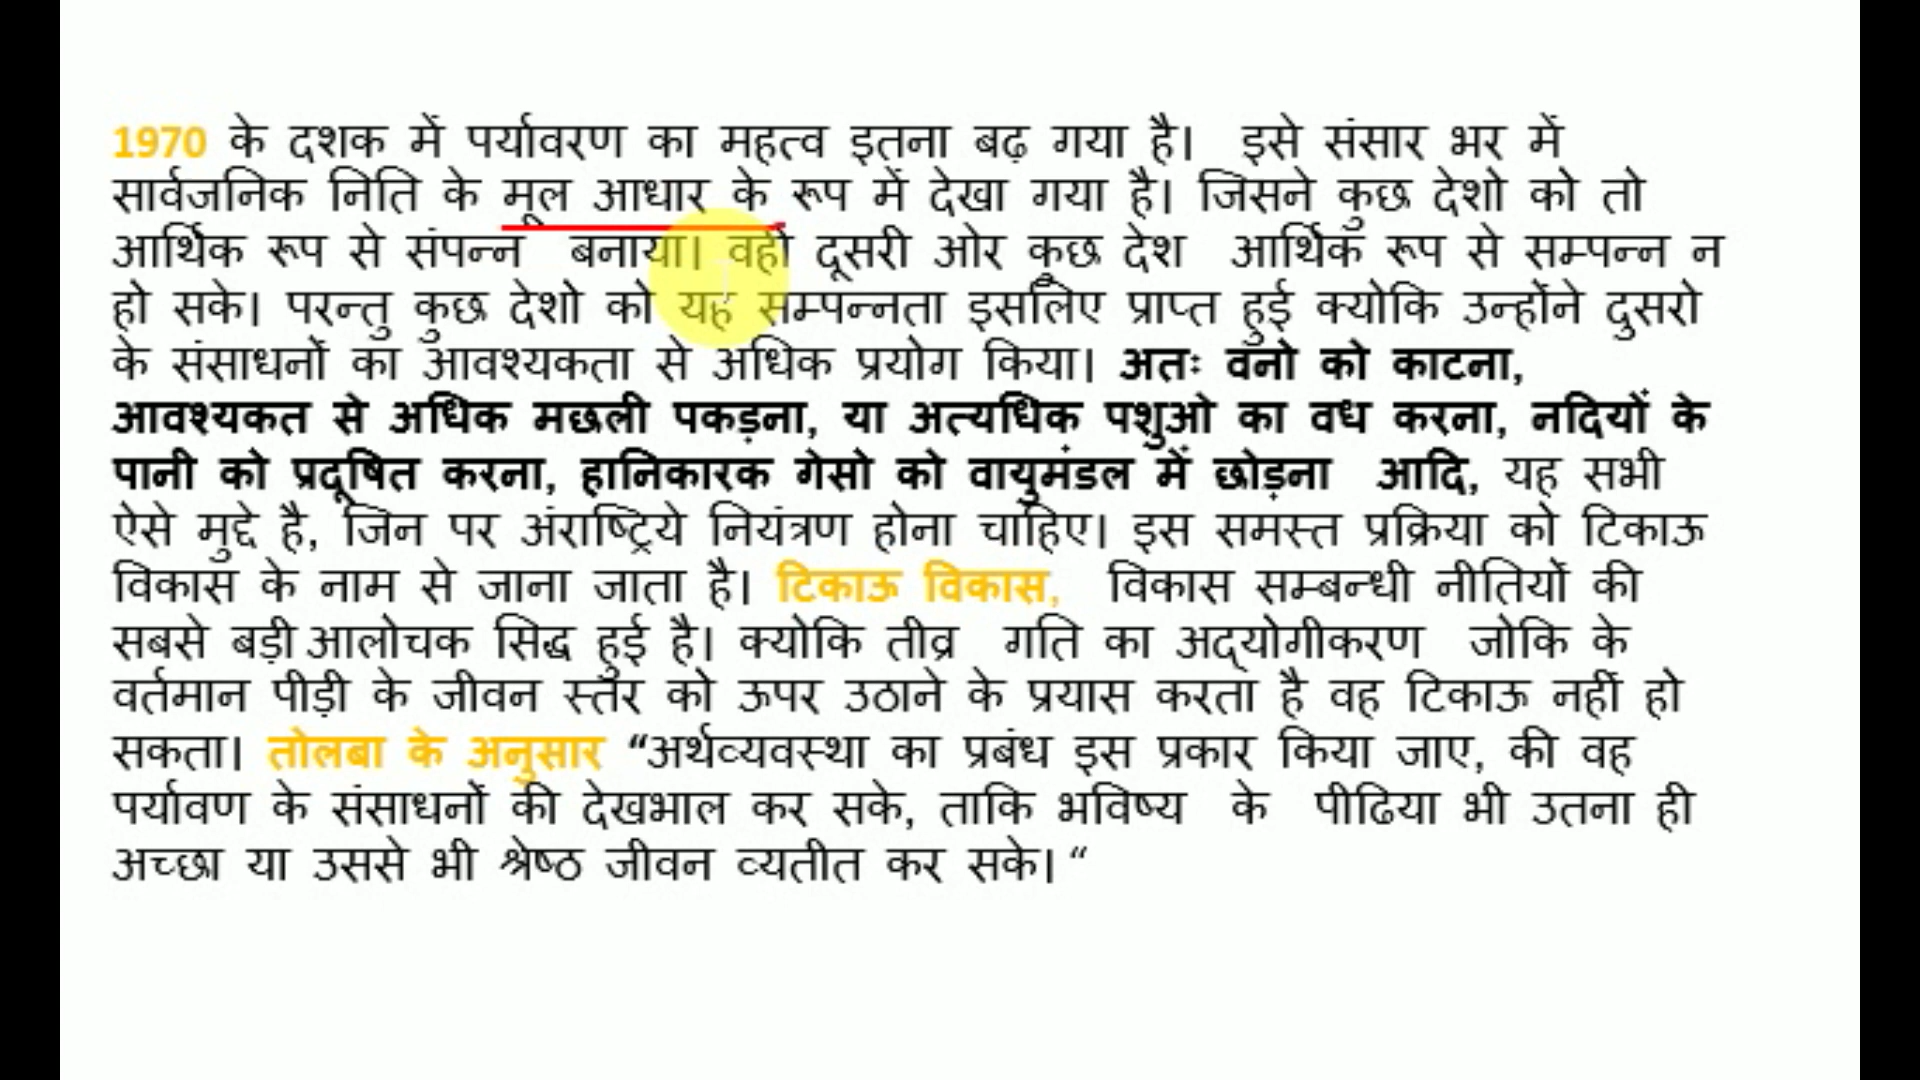 1970 के दशक में पर्यावरण का महत्व इतना बढ़ गया है। इसे संसार भर में
सार्वजनिक निति के मूल आधार के रूप में देखा गया है। जिसने कुछ देशो को तो
आर्थिक रूप से संपन्न बनाया। वही दूसरी ओर कुछ देश आर्थिक रूप से सम्पन्न न
हो सके। परन्तु कुछ देशो को यह सम्पन्नता इसलिए प्राप्त हुई क्योकि उन्होंने दुसरो
के संसाधनों का आवश्यकता से अधिक प्रयोग किया। अतः वनो को काटना,
आवश्यकत से अधिक मछली पकड़ना, या अत्यधिक पशुओ का वध करना, नदियों के
पानी को प्रदूषित करना, हानिकारक गेसो को वायुमंडल में छोड़ना आदि, यह सभी
ऐसे मुद्दे है, जिन पर अंराष्ट्रिये नियंत्रण होना चाहिए। इस समस्त प्रक्रिया को टिकाऊ
विकास के नाम से जाना जाता है। टिकाऊ विकास, विकास सम्बन्धी नीतियों की
सबसे बड़ी आलोचक सिद्ध हुई है। क्योकि तीव्र गति का अद्योगीकरण जोकि के
वर्तमान पीड़ी के जीवन स्तर को ऊपर उठाने के प्रयास करता है वह टिकाऊ नहीं हो
सकता। तोलबा के अनुसार “अर्थव्यवस्था का प्रबंध इस प्रकार किया जाए, की वह
पर्यावण के संसाधनों की देखभाल कर सके, ताकि भविष्य के पीढिया भी उतना ही
अच्छा या उससे भी श्रेष्ठ जीवन व्यतीत कर सके। “